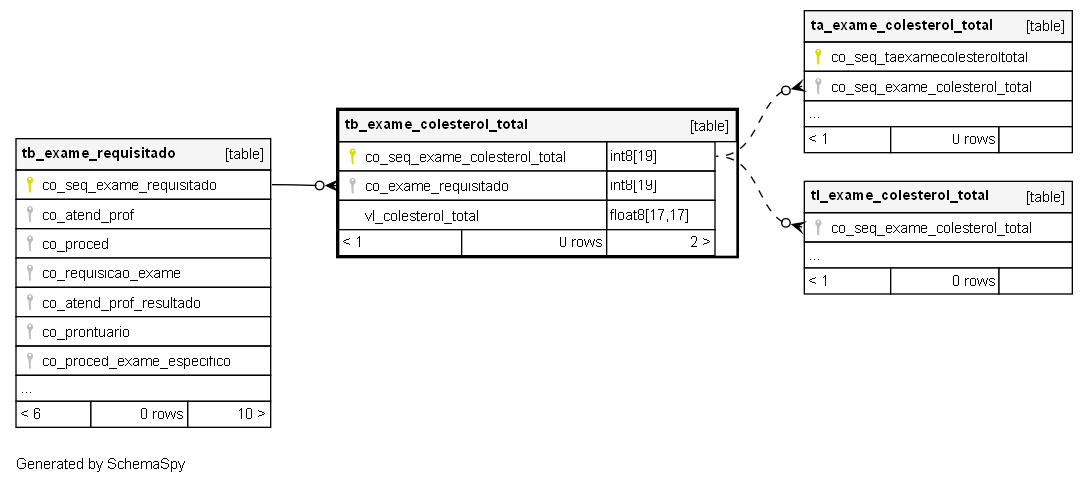 ta_exame_colesterol_total [table]
co_seq_taexamecolesteroltotal
co_seq_exame_colesterol_total
...
< 1 0 rows
tb_exame_colesterol_total [table]
co_seq_exame_colesterol_total int8[19]
co_exame_requisitado int8[19]
vl_colesterol_total float8[17,17]
< 1 0 rows 2 >
tb_exame_requisitado [table]
co_seq_exame_requisitado
co_atend_prof
co_proced
co_requisicao_exame
co_atend_prof_resultado
co_prontuario
co_proced_exame_especifico
...
< 6 0 rows 10 >
tl_exame_colesterol_total [table]
co_seq_exame_colesterol_total
...
< 1 0 rows
Generated by SchemaSpy